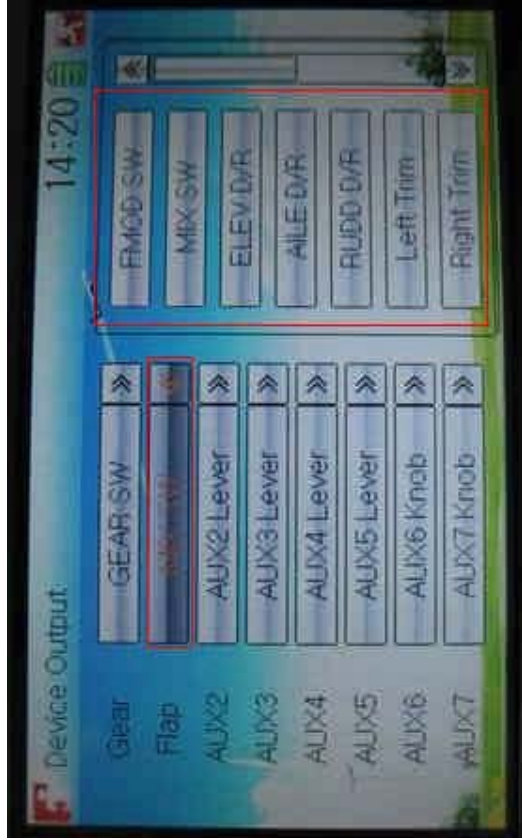 Device Output 14:20
Gear GEAR SW FMOD SW
Flap MIX SW
AUX2 AUX2 Lever ELEV D/R
AUX3 AUX3 Lever AILE D/R
AUX4 AUX4 Lever RUDD D/R
AUX5 AUX5 Lever Left Trim
AUX6 AUX6 Knob Right Trim
AUX7 AUX7 Knob